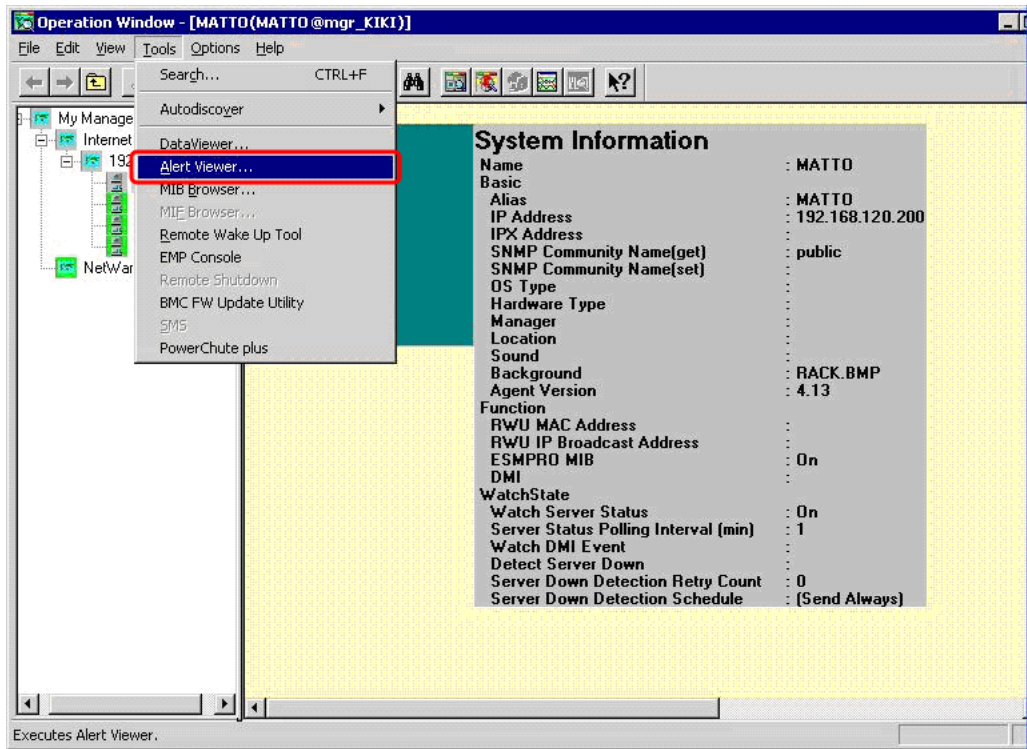 Operation Window - [MATTO(MATTO@mgr_KIKI)]
File Edit View Tools Options Help
Search... CTRL+F
Autodiscover
DataViewer...
Alert Viewer...
MIB Browser...
MIF Browser...
Remote Wake Up Tool
EMP Console
Remote Shutdown
BMC FW Update Utility
SMS
PowerChute plus
My Manage
Internet
192
NetWar
System Information
Name : MATTO
Basic
Alias : MATTO
IP Address : 192.168.120.200
IPX Address :
SNMP Community Name(get) : public
SNMP Community Name(set) :
OS Type :
Hardware Type :
Manager :
Location :
Sound :
Background : RACK.BMP
Agent Version : 4.13
Function
RWU MAC Address :
RWU IP Broadcast Address :
ESMPRO MIB : On
DMI :
WatchState
Watch Server Status : On
Server Status Polling Interval (min) : 1
Watch DMI Event :
Detect Server Down :
Server Down Detection Retry Count : 0
Server Down Detection Schedule : (Send Always)
Executes Alert Viewer.